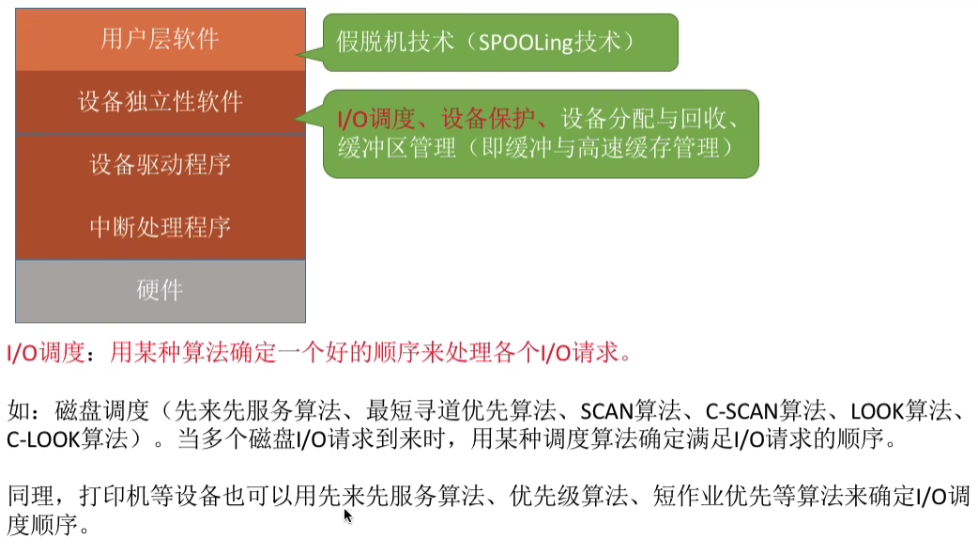 用户层软件
假脱机技术（SPOOLing技术）
设备独立性软件
I/O调度、设备保护、设备分配与回收、
缓冲区管理（即缓冲与高速缓存管理）
设备驱动程序
中断处理程序
硬件
I/O调度：用某种算法确定一个好的顺序来处理各个I/O请求。
如：磁盘调度（先来先服务算法、最短寻道优先算法、SCAN算法、C-SCAN算法、LOOK算法、
C-LOOK算法）。当多个磁盘I/O请求到来时，用某种调度算法确定满足I/O请求的顺序。
同理，打印机等设备也可以用先来先服务算法、优先级算法、短作业优先等算法来确定I/O调
度顺序。